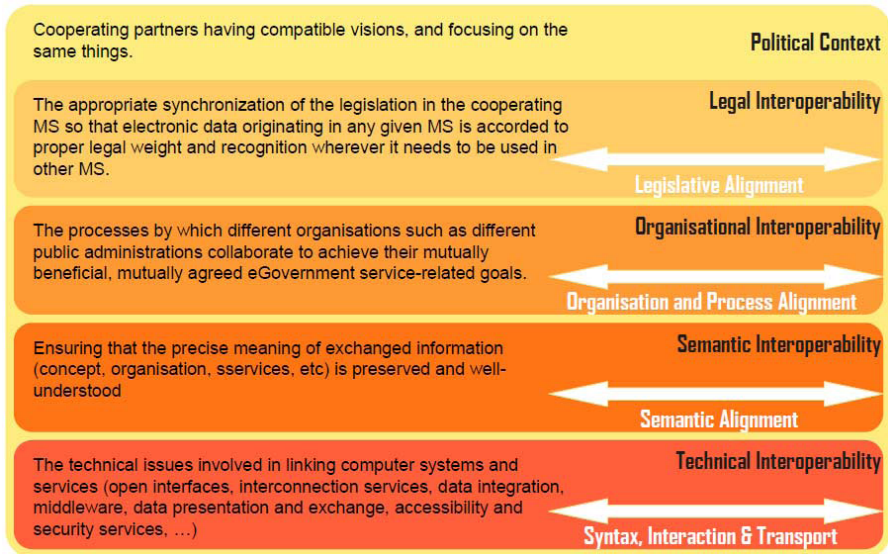 Cooperating partners having compatible visions, and focusing on the
same things.
Political Context
The appropriate synchronization of the legislation in the cooperating
MS so that electronic data originating in any given MS is accorded to
proper legal weight and recognition wherever it needs to be used in
other MS.
Legal Interoperability
Legislative Alignment
The processes by which different organisations such as different
public administrations collaborate to achieve their mutually
beneficial, mutually agreed eGovernment service-related goals.
Organisational Interoperability
Organisation and Process Alignment
Ensuring that the precise meaning of exchanged information
(concept, organisation, sservices, etc) is preserved and well-
understood
Semantic Interoperability
Semantic Alignment
The technical issues involved in linking computer systems and
services (open interfaces, interconnection services, data integration,
middleware, data presentation and exchange, accessibility and
security services, …)
Technical Interoperability
Syntax, Interaction & Transport